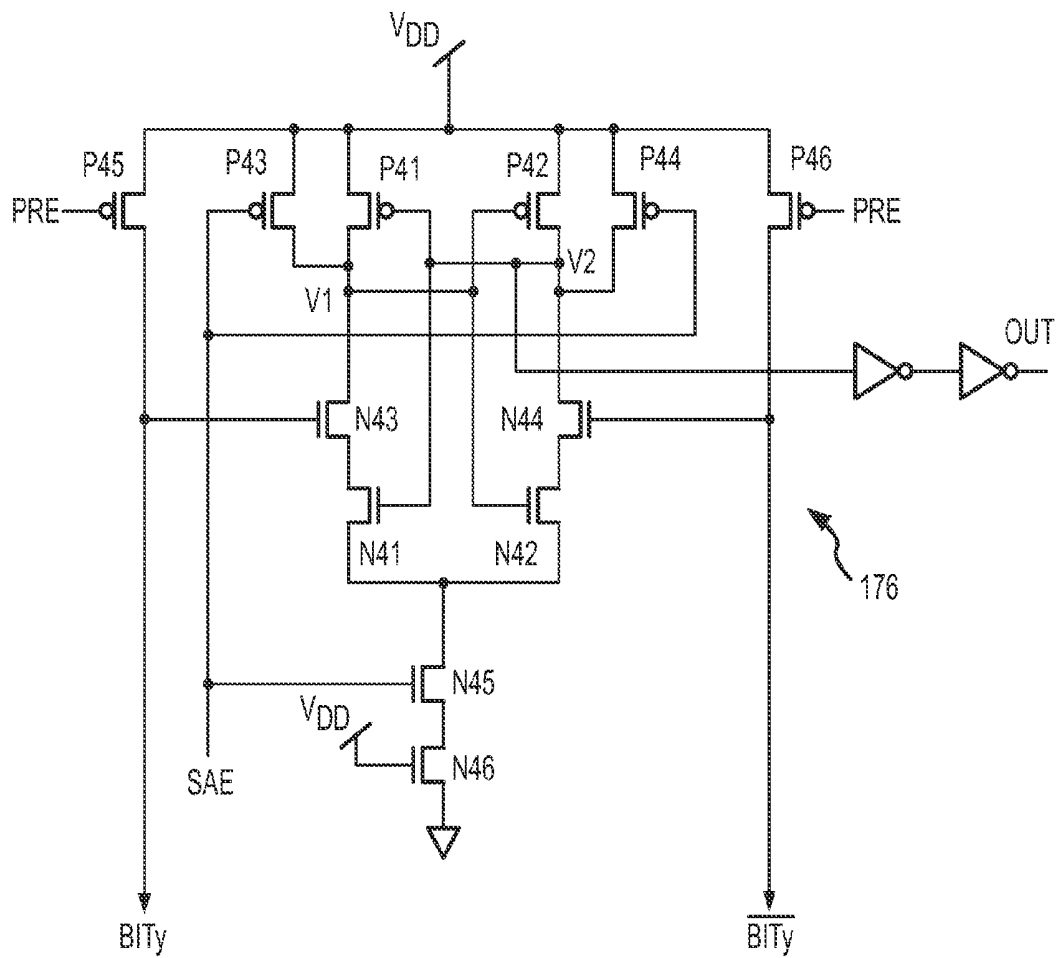 VDD
P45 P43 P41 P42 P44 P46
PRE PRE
V2
V1
OUT
N43 N44
N41 N42
176
N45
VDD
N46
SAE
BITy B̅I̅T̅y̅